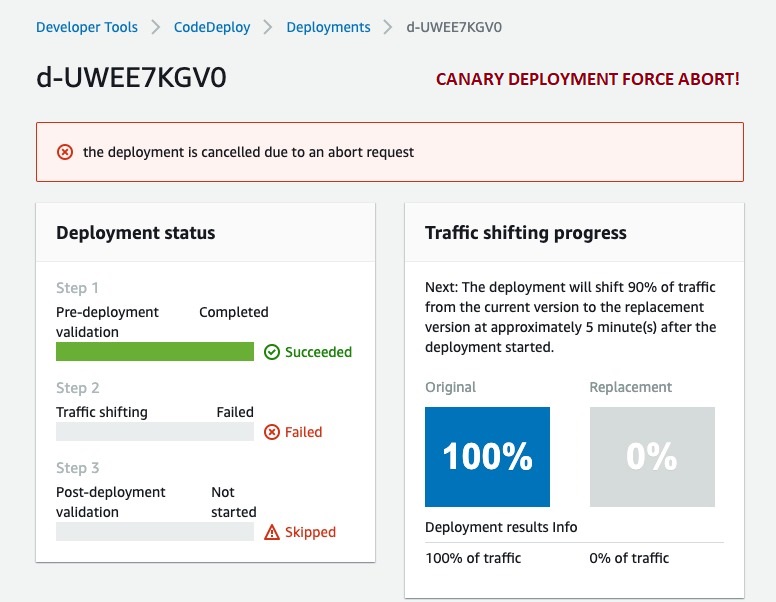 Developer Tools > CodeDeploy > Deployments > d-UWEE7KGV0
d-UWEE7KGV0
CANARY DEPLOYMENT FORCE ABORT!
the deployment is cancelled due to an abort request
Deployment status
Step 1
Pre-deployment validation
Completed
Succeeded
Step 2
Traffic shifting
Failed
Failed
Step 3
Post-deployment validation
Not started
Skipped
Traffic shifting progress
Next: The deployment will shift 90% of traffic
from the current version to the replacement
version at approximately 5 minute(s) after the
deployment started.
Original
Replacement
100%
0%
Deployment results Info
100% of traffic
0% of traffic